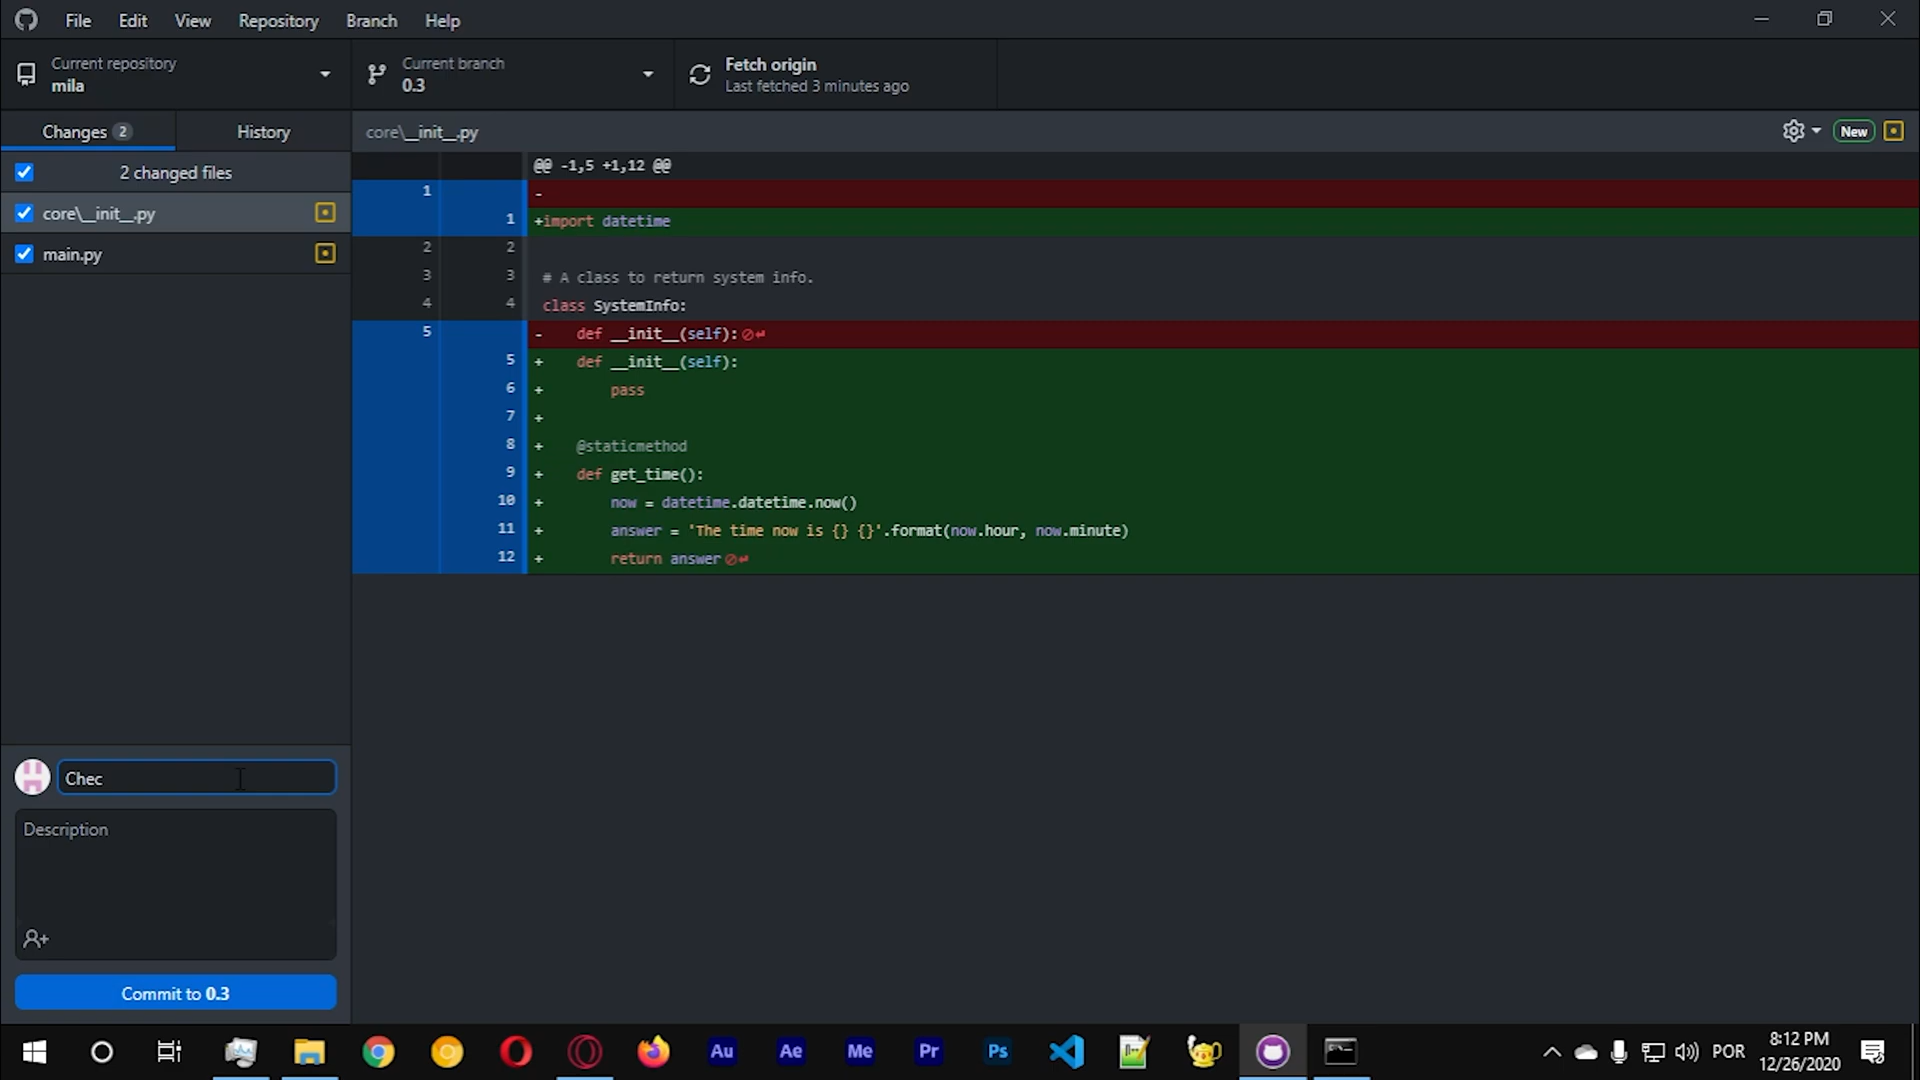 File Edit View Repository Branch Help
Current repository
mila
Current branch
0.3
Fetch origin
Last fetched 3 minutes ago
Changes 2
History
core\__init__.py
New
2 changed files
core\__init__.py
main.py
@@ -1,5 +1,12 @@
1 -
1 +import datetime
2 2
3 3 # A class to return system info.
4 4 class SystemInfo:
5 - def __init__(self):
5 + def __init__(self):
6 + pass
7 +
8 + @staticmethod
9 + def get_time():
10 + now = datetime.datetime.now()
11 + answer = 'The time now is {} {}'.format(now.hour, now.minute)
12 + return answer
Chec
Description
Commit to 0.3
Au Ae Me Pr Ps
POR
8:12 PM
12/26/2020